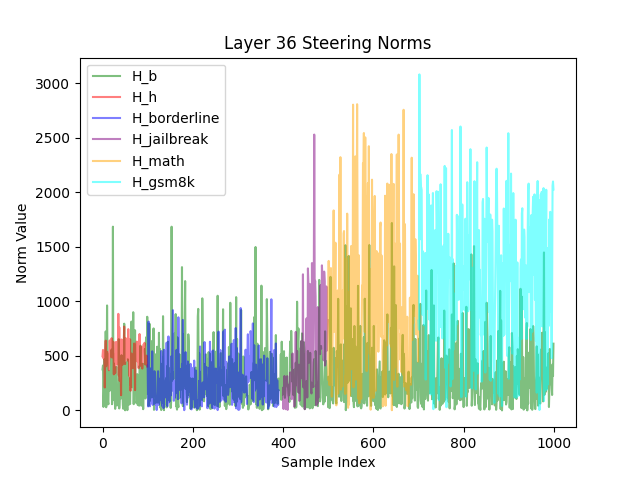 Layer 36 Steering Norms
H_b
H_h
H_borderline
H_jailbreak
H_math
H_gsm8k
Norm Value
3000
2500
2000
1500
1000
500
0
0
200
400
600
800
1000
Sample Index